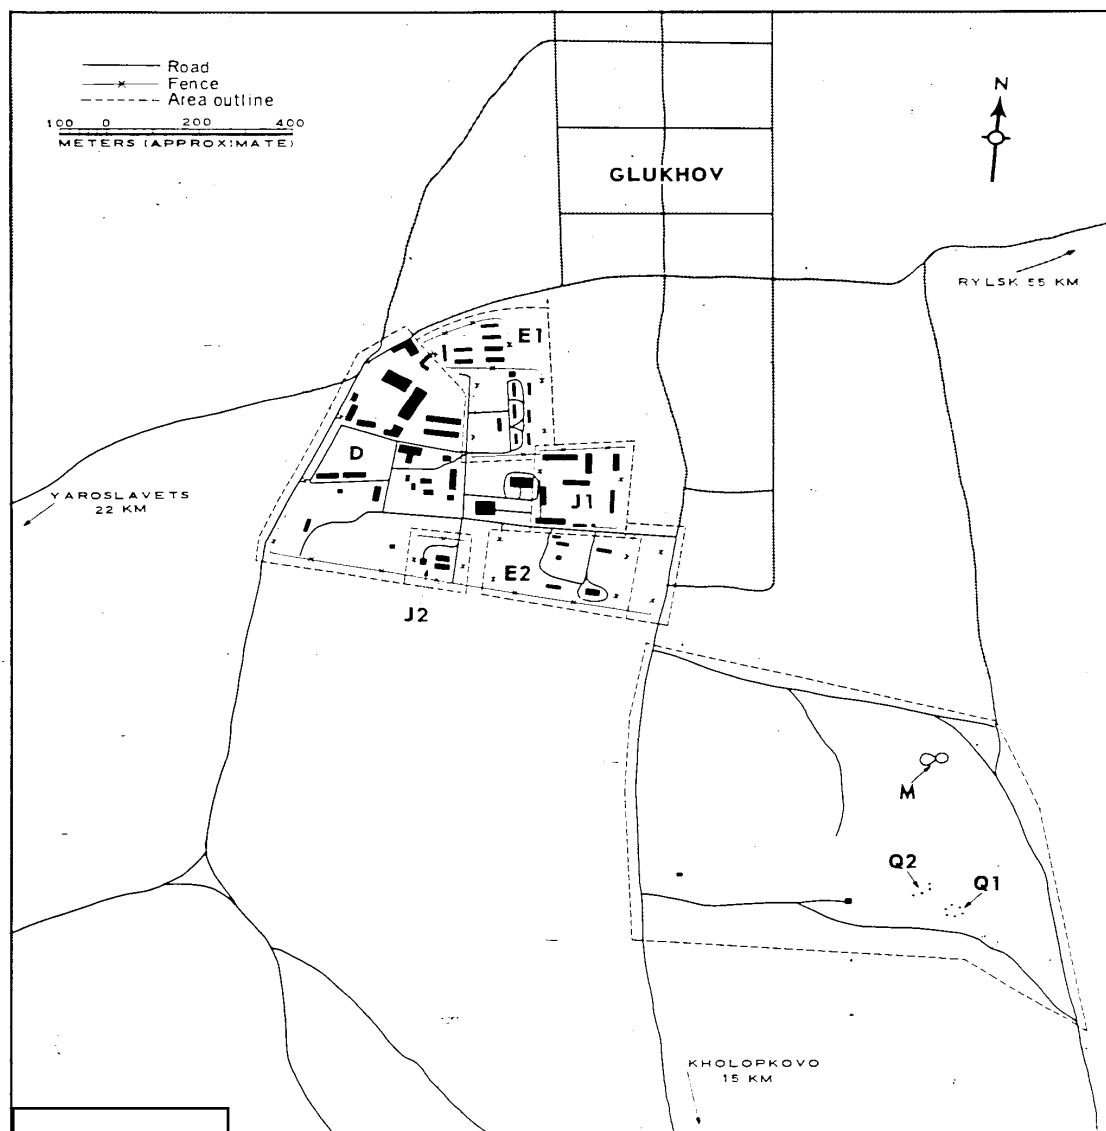 Road
Fence
Area outline
100 0 200 400
METERS (APPROXIMATE)
N
GLUKHOV
RYLSK 55 KM
E1
D
YAROSLAVETS
22 KM
J1
E2
J2
M
Q2
Q1
KHOLOPKOVO
15 KM